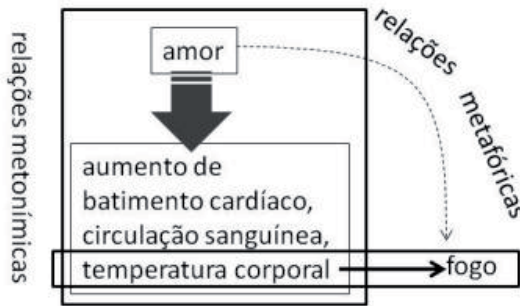 relações metonímicas
amor
relações metafóricas
aumento de
batimento cardíaco,
circulação sanguínea,
temperatura corporal
fogo